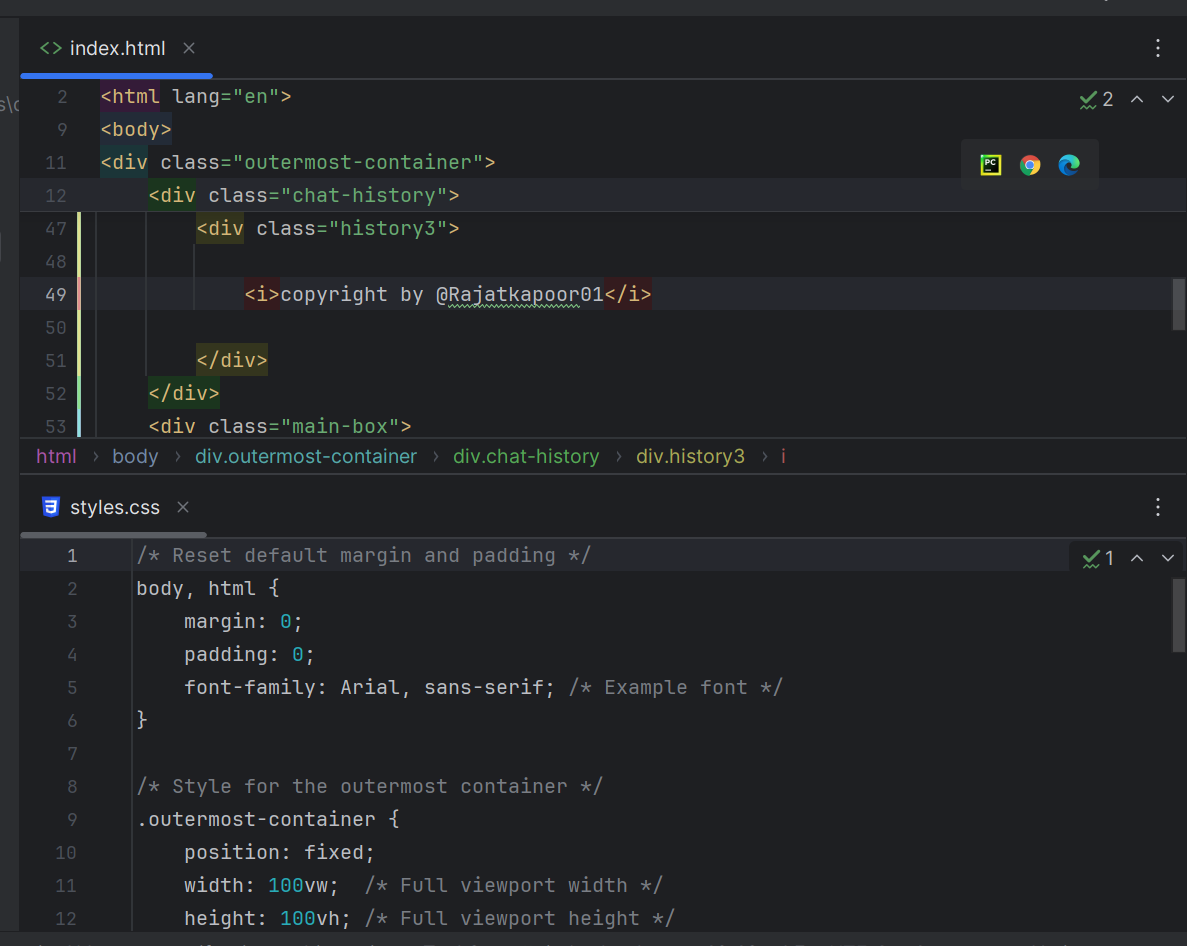 index.html
2 <html lang="en">
9 <body>
11 <div class="outermost-container">
12 <div class="chat-history">
47 <div class="history3">
48
49 <i>copyright by @Rajatkapoor01</i>
50
51 </div>
52 </div>
53 <div class="main-box">
2
PC
html › body › div.outermost-container › div.chat-history › div.history3 › i
styles.css
1 /* Reset default margin and padding */
2 body, html {
3 margin: 0;
4 padding: 0;
5 font-family: Arial, sans-serif; /* Example font */
6 }
7
8 /* Style for the outermost container */
9 .outermost-container {
10 position: fixed;
11 width: 100vw; /* Full viewport width */
12 height: 100vh; /* Full viewport height */
1